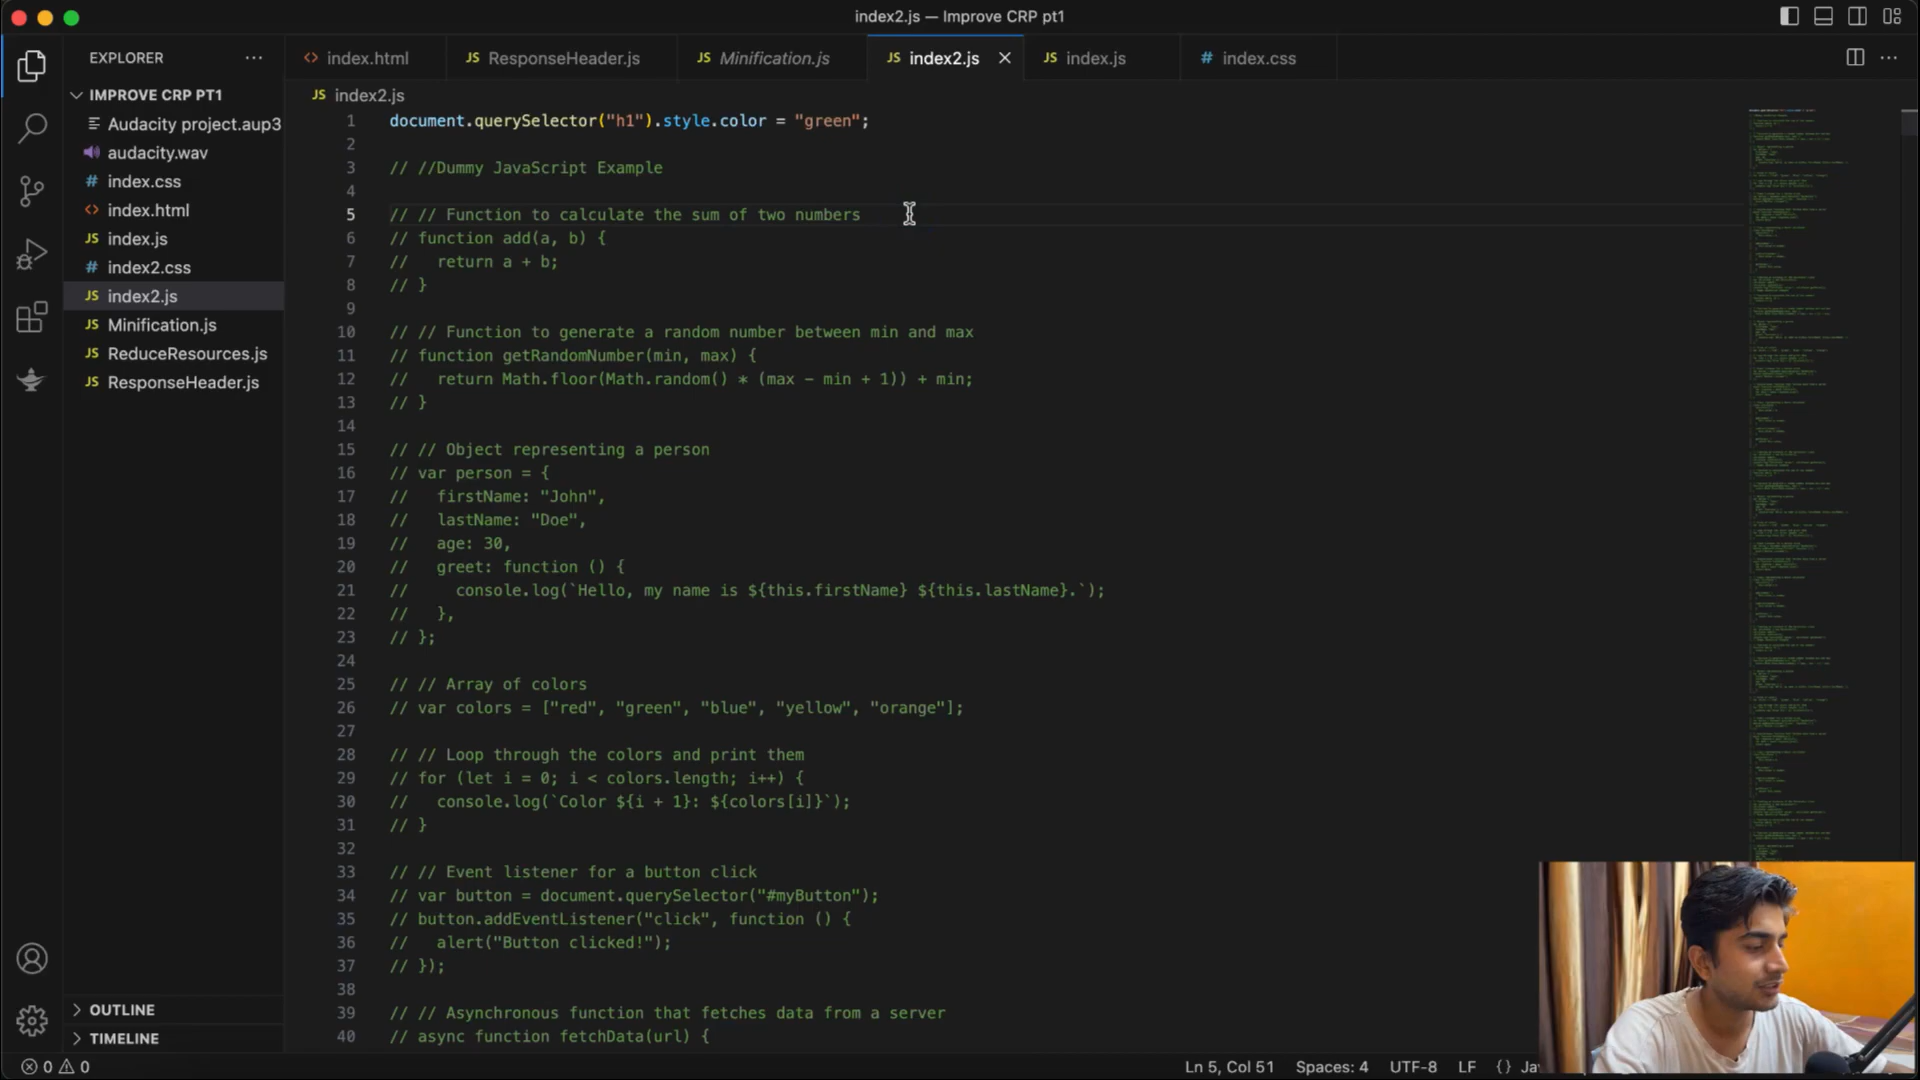 index2.js — Improve CRP pt1
EXPLORER
IMPROVE CRP PT1
Audacity project.aup3
audacity.wav
# index.css
<> index.html
JS index.js
# index2.css
JS index2.js
JS Minification.js
JS ReduceResources.js
JS ResponseHeader.js
OUTLINE
TIMELINE
<> index.html
JS ResponseHeader.js
JS Minification.js
JS index2.js
JS index.js
# index.css
JS index2.js
1 document.querySelector("h1").style.color = "green";
2
3 // //Dummy JavaScript Example
4
5 // // Function to calculate the sum of two numbers
6 // function add(a, b) {
7 //   return a + b;
8 // }
9
10 // // Function to generate a random number between min and max
11 // function getRandomNumber(min, max) {
12 //   return Math.floor(Math.random() * (max - min + 1)) + min;
13 // }
14
15 // // Object representing a person
16 // var person = {
17 //   firstName: "John",
18 //   lastName: "Doe",
19 //   age: 30,
20 //   greet: function () {
21 //     console.log(`Hello, my name is ${this.firstName} ${this.lastName}.`);
22 //   },
23 // };
24
25 // // Array of colors
26 // var colors = ["red", "green", "blue", "yellow", "orange"];
27
28 // // Loop through the colors and print them
29 // for (let i = 0; i < colors.length; i++) {
30 //   console.log(`Color ${i + 1}: ${colors[i]}`);
31 // }
32
33 // // Event listener for a button click
34 // var button = document.querySelector("#myButton");
35 // button.addEventListener("click", function () {
36 //   alert("Button clicked!");
37 // });
38
39 // // Asynchronous function that fetches data from a server
40 // async function fetchData(url) {
0 0
Ln 5, Col 51 Spaces: 4 UTF-8 LF {} Ja